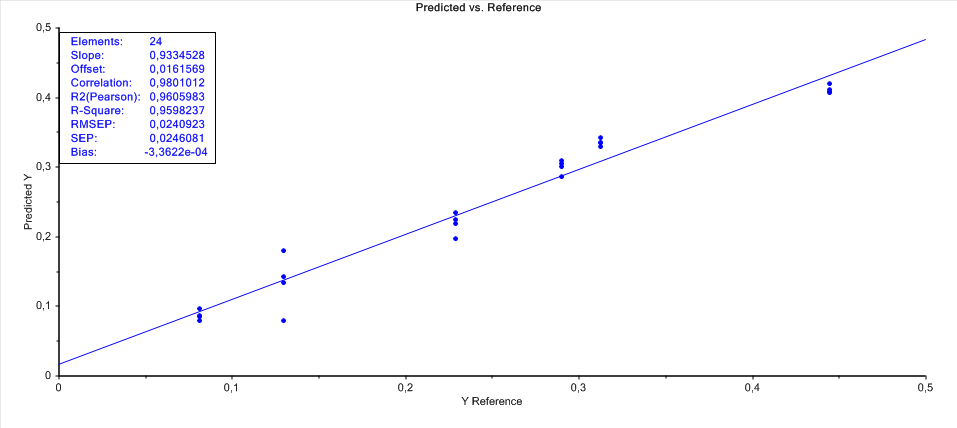 Predicted vs. Reference
0,5
Elements: 24
Slope: 0,9334528
Offset: 0,0161569
Correlation: 0,9801012
R2(Pearson): 0,9605983
R-Square: 0,9598237
RMSEP: 0,0240923
SEP: 0,0246081
Bias: -3,3622e-04
0,4
0,3
Predicted Y
0,2
0,1
0
0 0,1 0,2 0,3 0,4 0,5
Y Reference